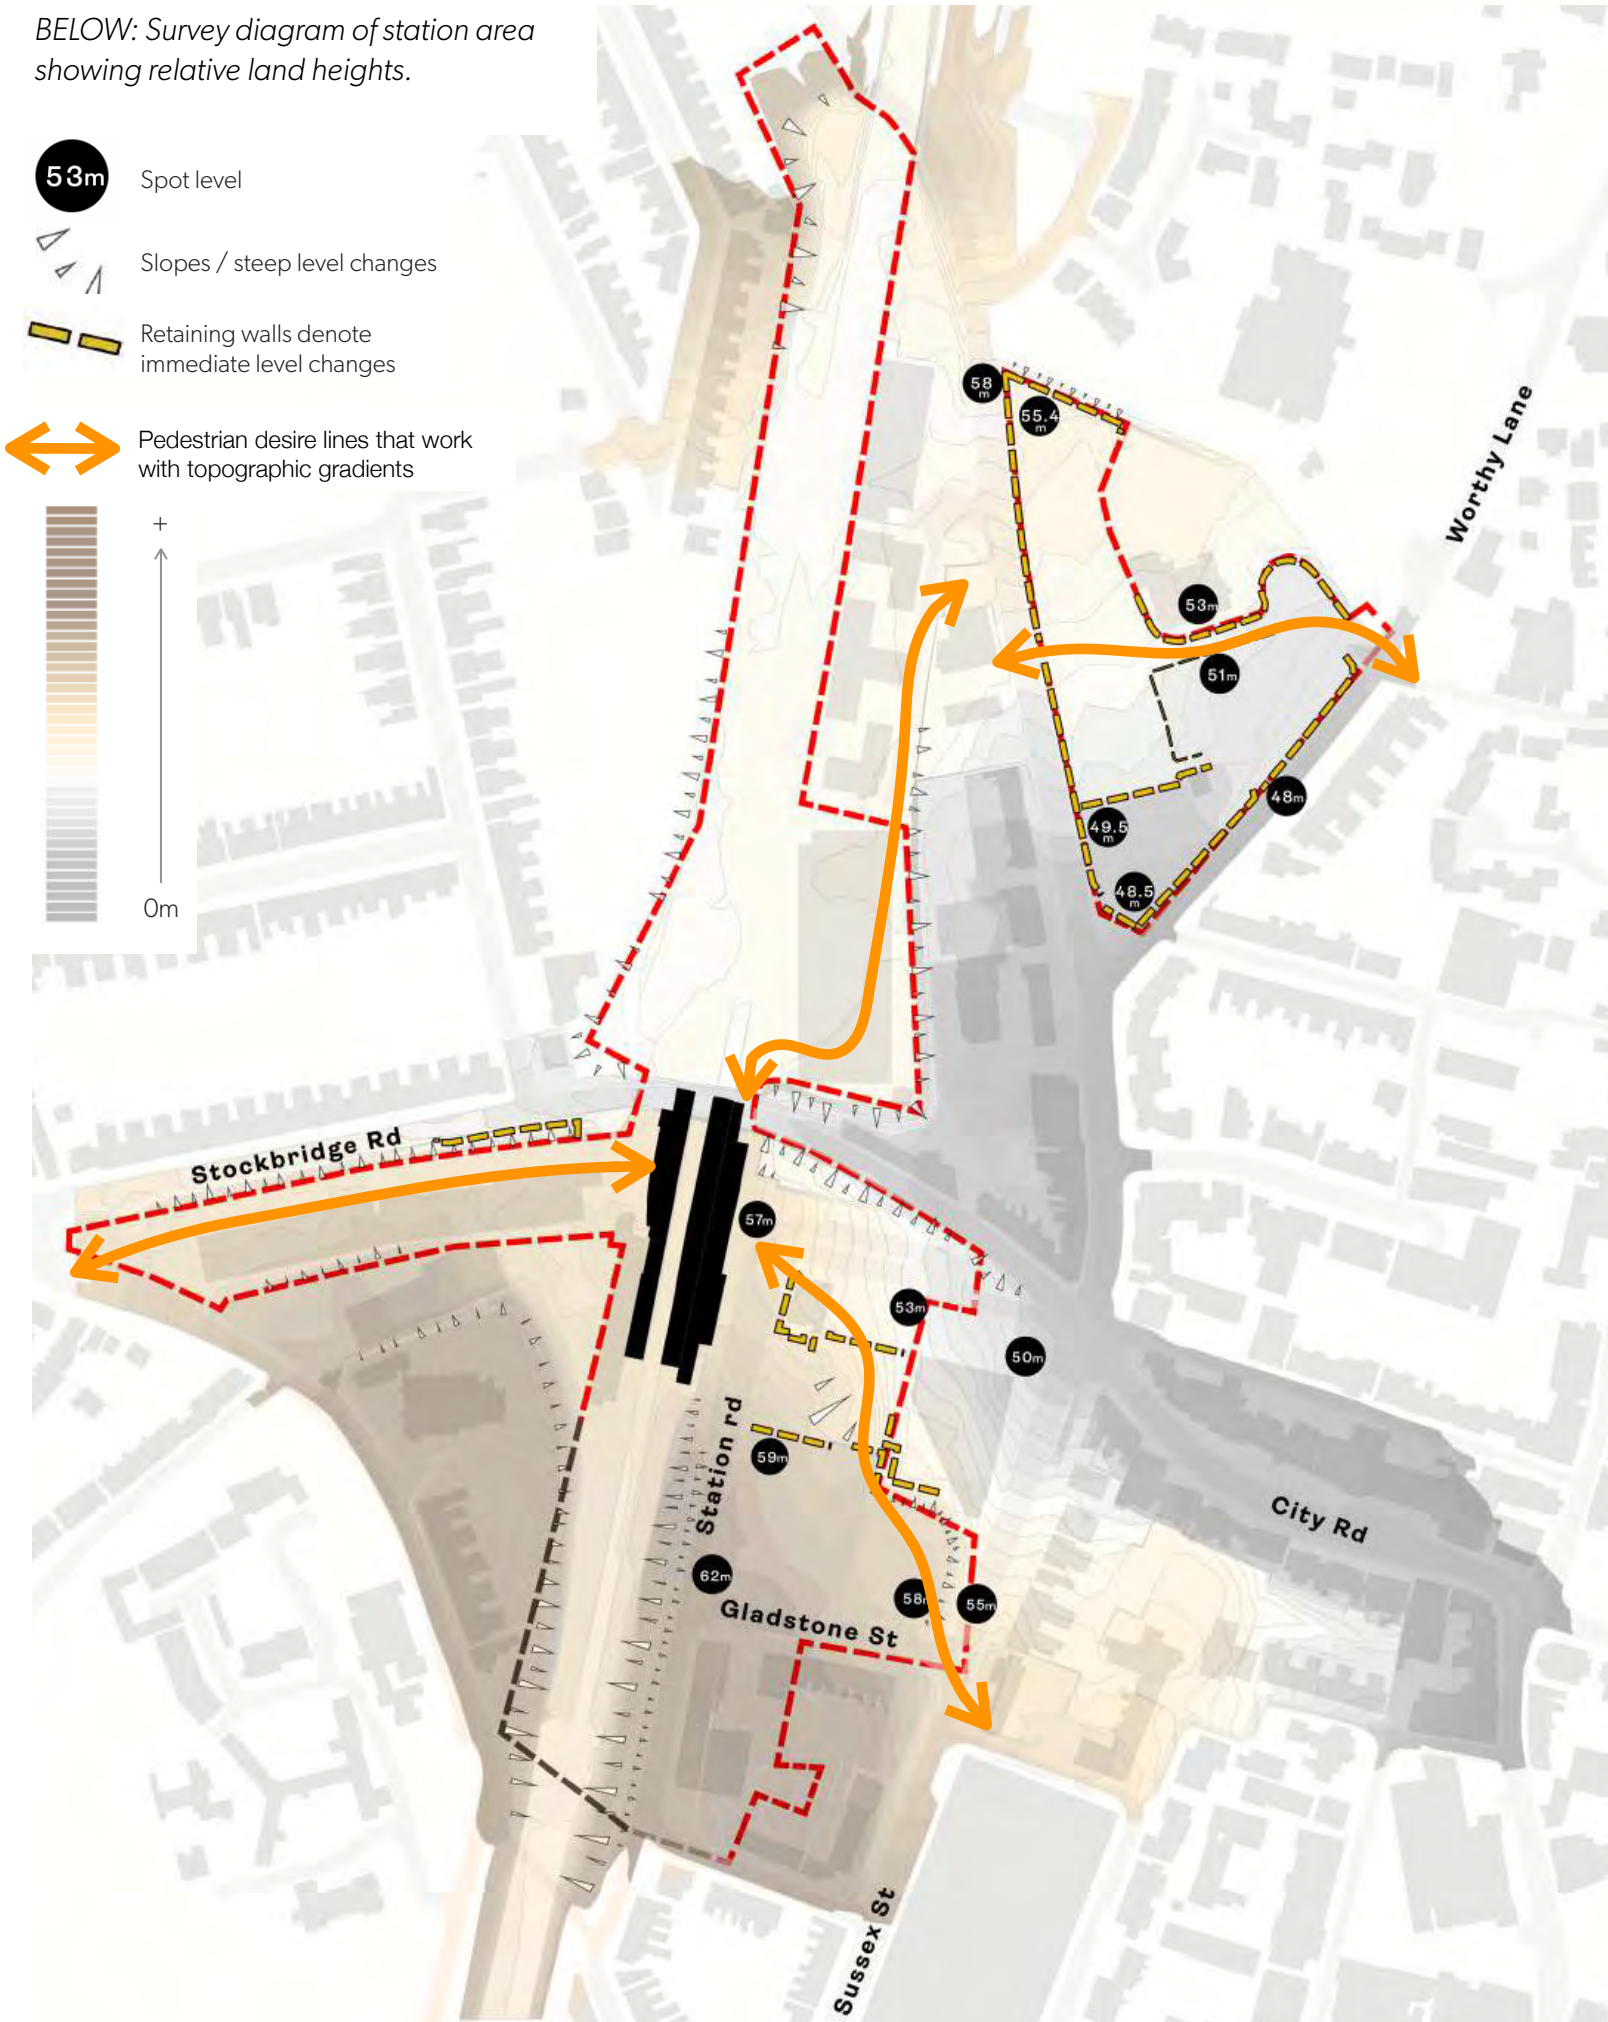 BELOW: Survey diagram of station area
showing relative land heights.
53m
Spot level
Slopes / steep level changes
Retaining walls denote
immediate level changes
Pedestrian desire lines that work
with topographic gradients
+
0m
58
m
55.4
m
Worthy Lane
53m
51m
48m
49.5
m
48.5
m
Stockbridge Rd
57m
53m
50m
Station rd
59m
City Rd
62m
58m
55m
Gladstone St
Sussex St